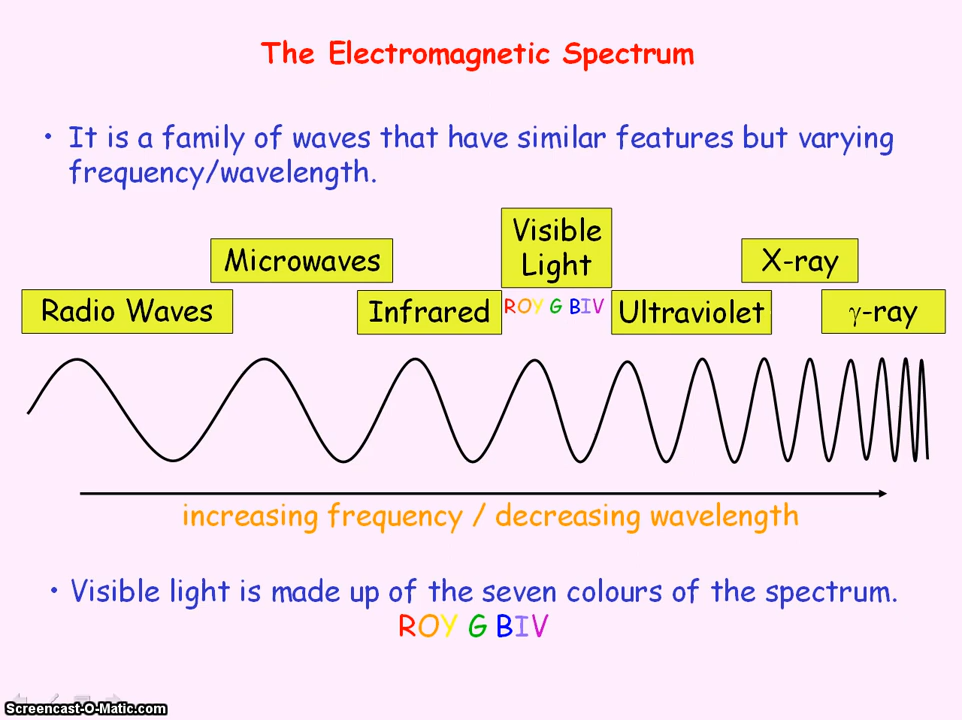 The Electromagnetic Spectrum
• It is a family of waves that have similar features but varying
frequency/wavelength.
Visible
Light
Microwaves
X-ray
Radio Waves
Infrared
ROY G BIV
Ultraviolet
γ-ray
increasing frequency / decreasing wavelength
• Visible light is made up of the seven colours of the spectrum.
ROY G BIV
Screencast-O-Matic.com